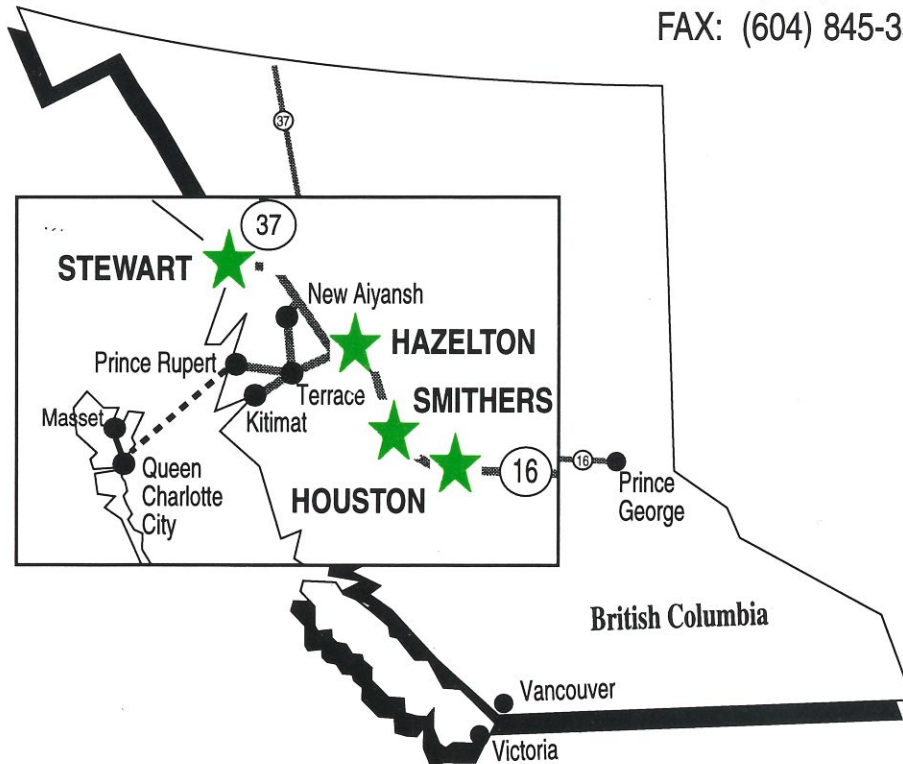 FAX: (604) 845-3
37
37
STEWART
New Aiyansh
HAZELTON
Prince Rupert
Terrace
SMITHERS
Kitimat
Masset
16
16
Queen
Charlotte
City
HOUSTON
Prince
George
British Columbia
Vancouver
Victoria